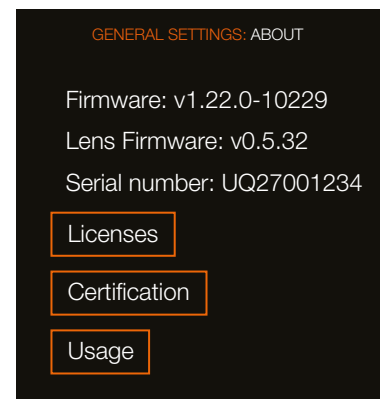 GENERAL SETTINGS: ABOUT
Firmware: v1.22.0-10229
Lens Firmware: v0.5.32
Serial number: UQ27001234
Licenses
Certification
Usage